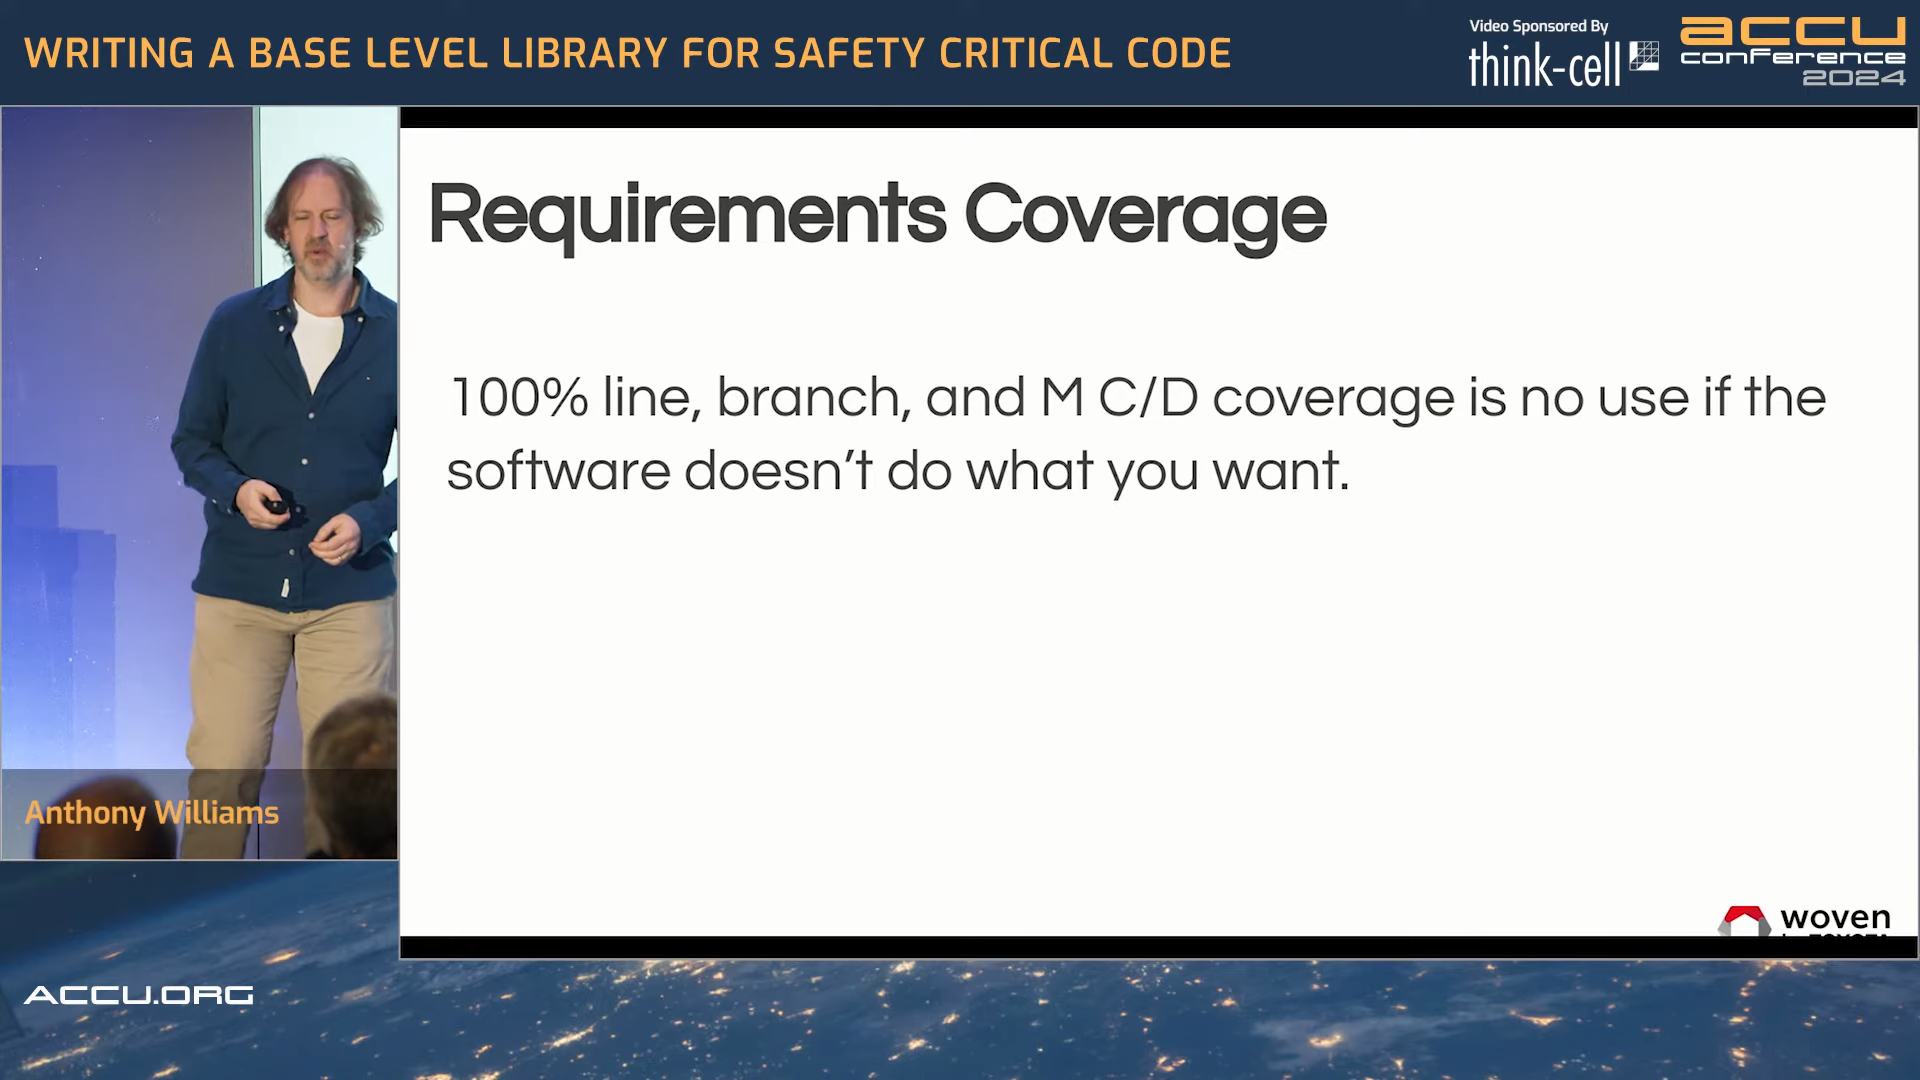 WRITING A BASE LEVEL LIBRARY FOR SAFETY CRITICAL CODE
Video Sponsored By
think-cell
accu
conference
2024
Requirements Coverage
100% line, branch, and M C/D coverage is no use if the
software doesn't do what you want.
woven
Anthony Williams
ACCU.ORG